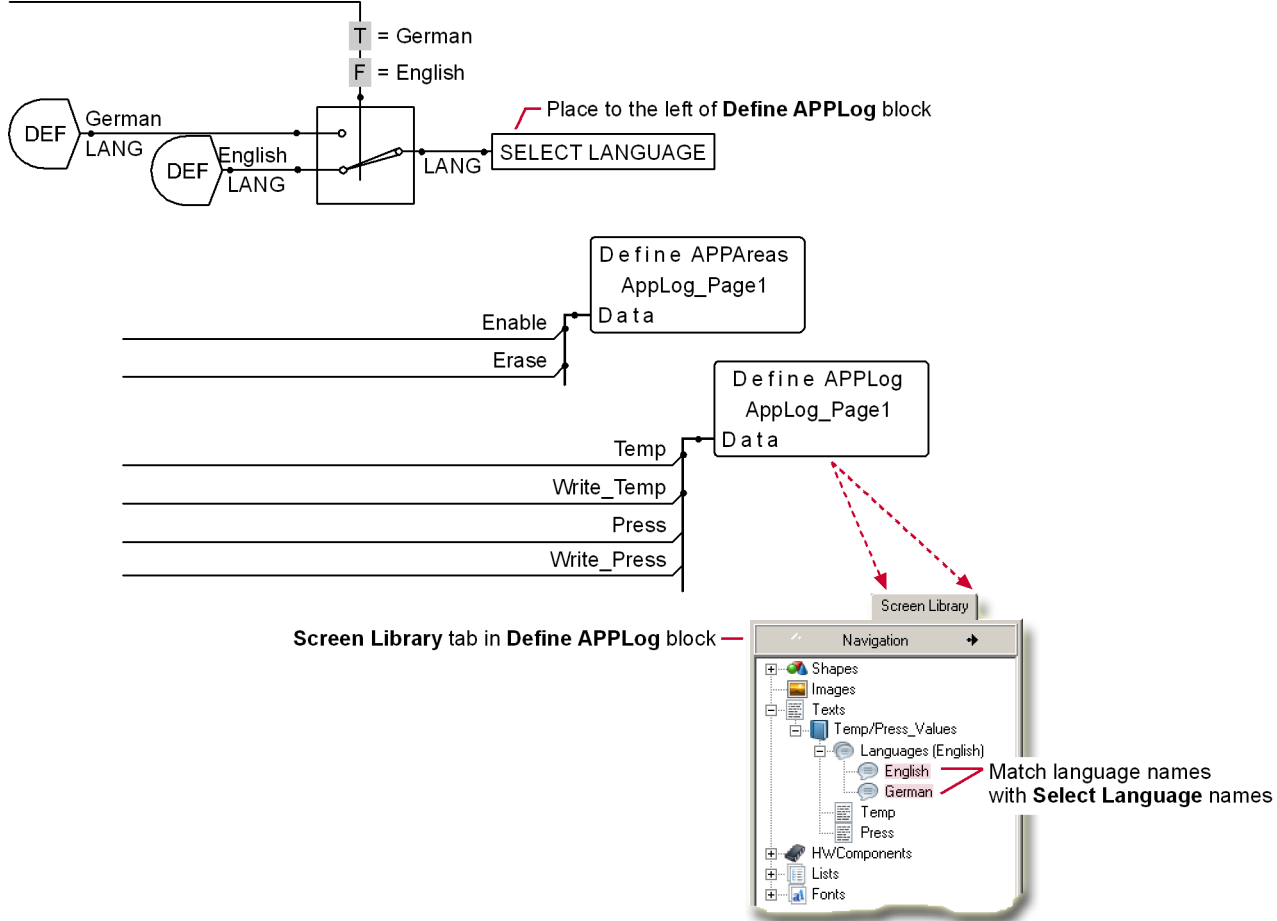 T = German
F = English
Place to the left of Define APPLog block
DEF
German
LANG
DEF
English
LANG
LANG
SELECT LANGUAGE
Define APPAreas
AppLog_Page1
Data
Enable
Erase
Define APPLog
AppLog_Page1
Data
Temp
Write_Temp
Press
Write_Press
Screen Library
Screen Library tab in Define APPLog block
Navigation
Shapes
Images
Texts
Temp/Press_Values
Languages (English)
English
German
Match language names
with Select Language names
Temp
Press
HWComponents
Lists
Fonts